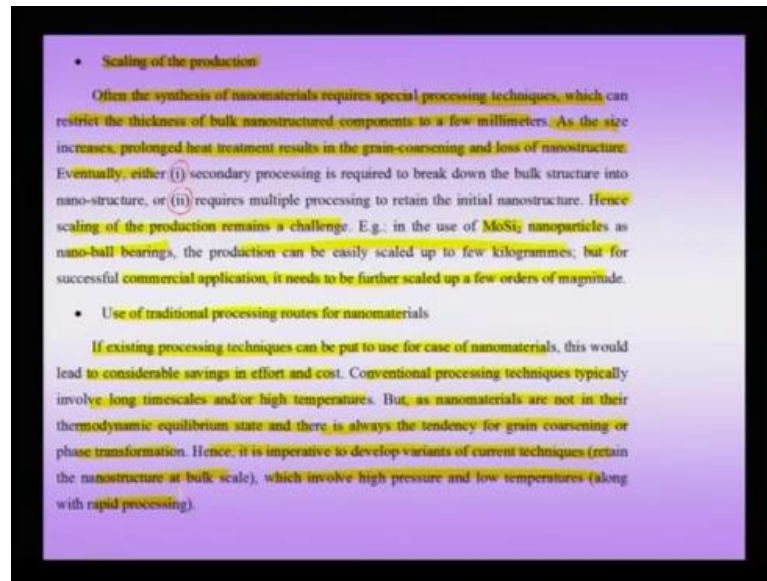 • Scaling of the production
Often the synthesis of nanomaterials requires special processing techniques, which can
restrict the thickness of bulk nanostructured components to a few millimeters. As the size
increases, prolonged heat treatment results in the grain-coarsening and loss of nanostructure.
Eventually, either (i) secondary processing is required to break down the bulk structure into
nano-structure, or (ii) requires multiple processing to retain the initial nanostructure. Hence
scaling of the production remains a challenge. E.g.: in the use of MoSi₂ nanoparticles as
nano-ball bearings, the production can be easily scaled up to few kilogrammes; but for
successful commercial application, it needs to be further scaled up a few orders of magnitude.
• Use of traditional processing routes for nanomaterials
If existing processing techniques can be put to use for case of nanomaterials, this would
lead to considerable savings in effort and cost. Conventional processing techniques typically
involve long timescales and/or high temperatures. But, as nanomaterials are not in their
thermodynamic equilibrium state and there is always the tendency for grain coarsening or
phase transformation. Hence, it is imperative to develop variants of current techniques (retain
the nanostructure at bulk scale), which involve high pressure and low temperatures (along
with rapid processing).